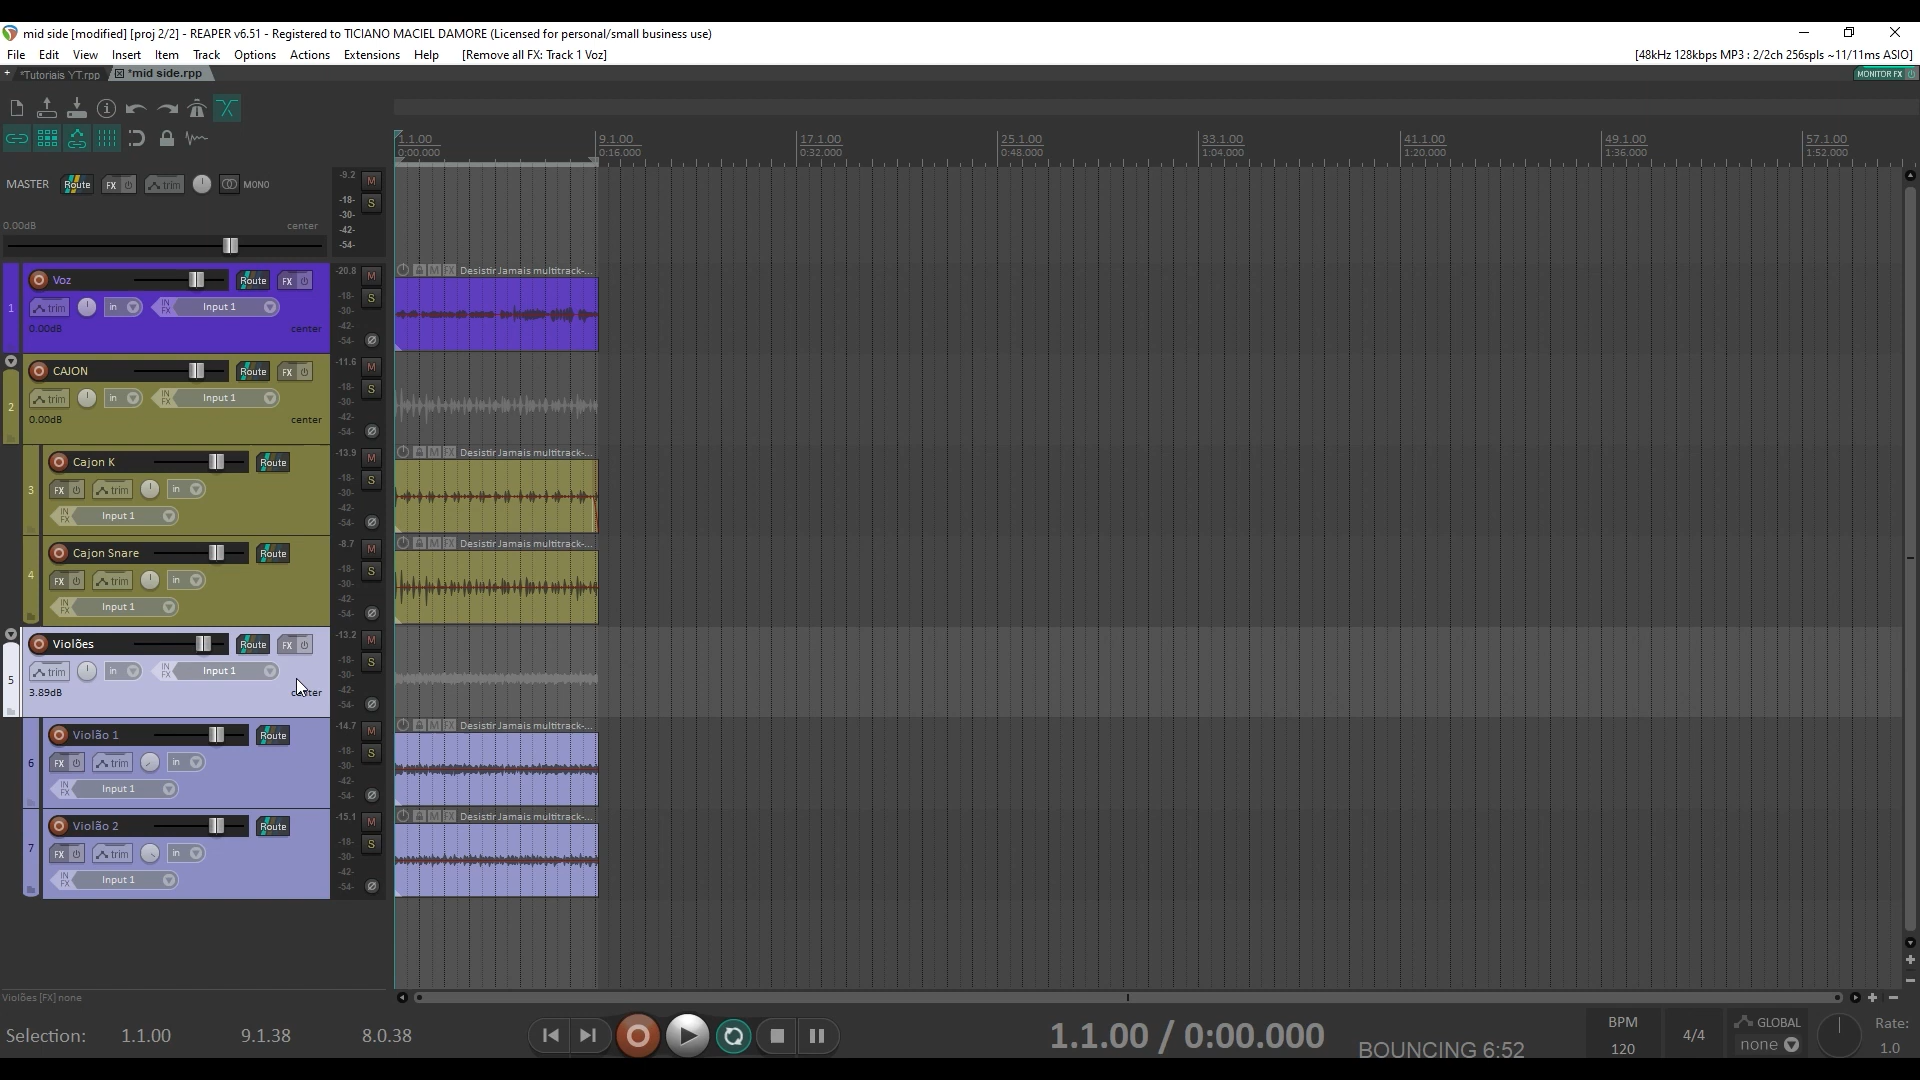 mid side [modified] [proj 2/2] - REAPER v6.51 - Registered to TICIANO MACIEL DAMORE (Licensed for personal/small business use)
File Edit View Insert Item Track Options Actions Extensions Help [Remove all FX: Track 1 Voz] [48kHz 128kbps MP3 : 2/2ch 256spls ~11/11ms ASIO]
*Tutoriais YT.rpp *mid side.rpp MONITOR FX
1.1.00 9.1.00 17.1.00 25.1.00 33.1.00 41.1.00 49.1.00 57.1.00
0:00.000 0:16.000 0:32.000 0:48.000 1:04.000 1:20.000 1:36.000 1:52.000
MASTER Route FX trim MONO -9.2 M
-18- S
-30-
0.00dB center -42-
-54-
1 Voz Route FX -20.8 M Desistir Jamais multitrack-...
trim in IN FX Input 1 -18- S
-30-
0.00dB center -42-
-54-
2 CAJON Route FX -11.6 M
trim in IN FX Input 1 -18- S
-30-
0.00dB center -42-
-54-
3 Cajon K Route -13.9 M Desistir Jamais multitrack-...
FX trim in -18- S
-30-
IN FX Input 1 -42-
-54-
4 Cajon Snare Route -8.7 M Desistir Jamais multitrack-...
FX trim in -18- S
-30-
IN FX Input 1 -42-
-54-
5 Violões Route FX -13.2 M
trim in IN FX Input 1 -18- S
-30-
3.89dB -42-
-54-
6 Violão 1 Route -14.7 M Desistir Jamais multitrack-...
FX trim in -18- S
-30-
IN FX Input 1 -42-
-54-
7 Violão 2 Route -15.1 M Desistir Jamais multitrack-...
FX trim in -18- S
-30-
IN FX Input 1 -42-
-54-
Violões [FX] none
Selection: 1.1.00 9.1.38 8.0.38 1.1.00 / 0:00.000 BOUNCING 6:52
BPM 120 4/4 GLOBAL none Rate: 1.0